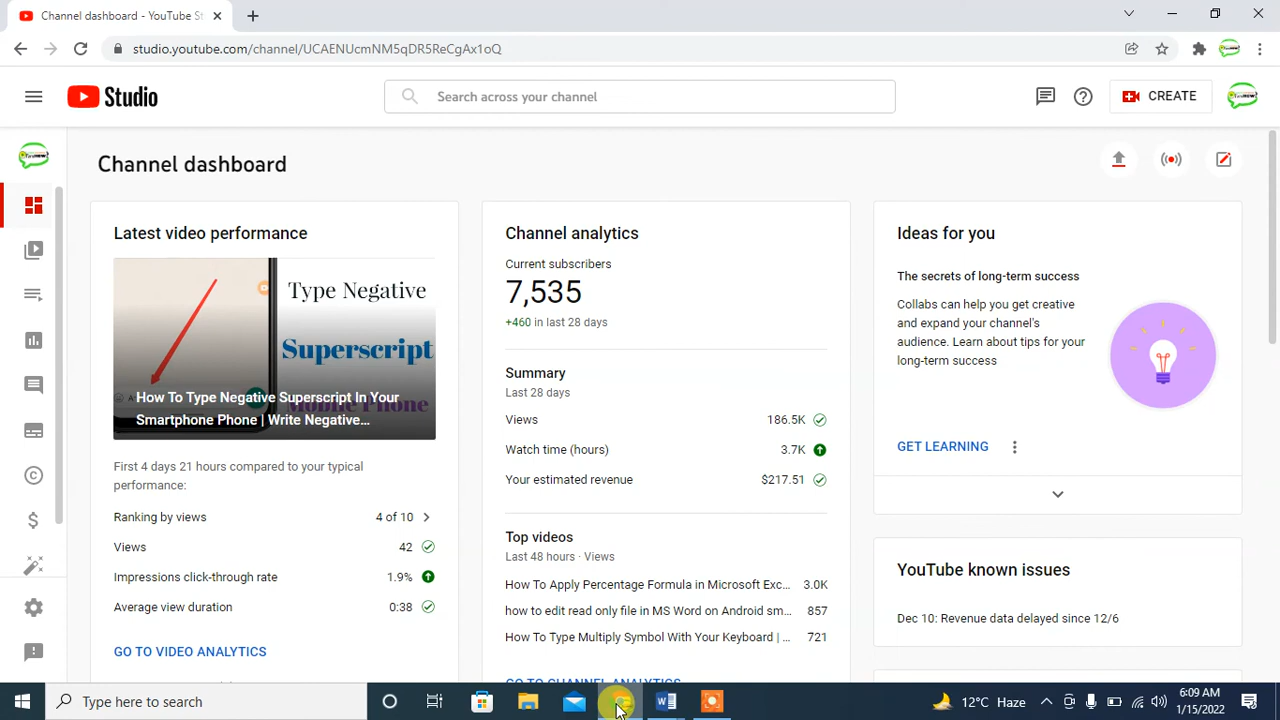 Channel dashboard - YouTube St
studio.youtube.com/channel/UCAENUcmNM5qDR5ReCgAx1oQ
Studio
Search across your channel
CREATE
Channel dashboard
Latest video performance
Type Negative
Superscript
Mobile Phone
How To Type Negative Superscript In Your
Smartphone Phone | Write Negative...
First 4 days 21 hours compared to your typical
performance:
Ranking by views 4 of 10
Views 42
Impressions click-through rate 1.9%
Average view duration 0:38
GO TO VIDEO ANALYTICS
Channel analytics
Current subscribers
7,535
+460 in last 28 days
Summary
Last 28 days
Views 186.5K
Watch time (hours) 3.7K
Your estimated revenue $217.51
Top videos
Last 48 hours · Views
How To Apply Percentage Formula in Microsoft Exc... 3.0K
how to edit read only file in MS Word on Android sm... 857
How To Type Multiply Symbol With Your Keyboard | ... 721
GO TO CHANNEL ANALYTICS
Ideas for you
The secrets of long-term success
Collabs can help you get creative
and expand your channel's
audience. Learn about tips for your
long-term success
GET LEARNING
YouTube known issues
Dec 10: Revenue data delayed since 12/6
Type here to search
12°C Haze
6:09 AM
1/15/2022